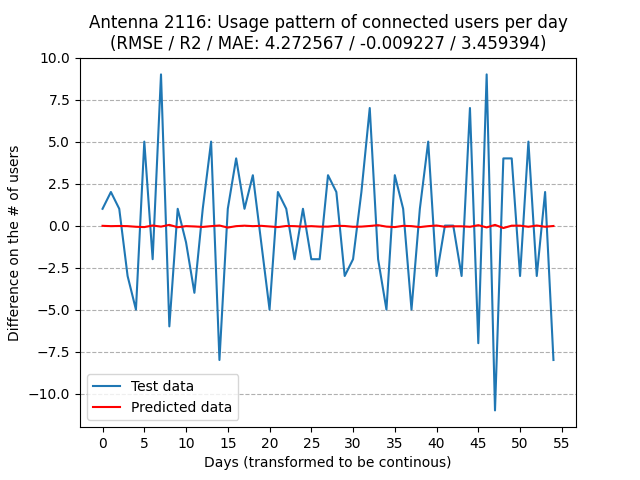 Antenna 2116: Usage pattern of connected users per day
(RMSE / R2 / MAE: 4.272567 / -0.009227 / 3.459394)
10.0
7.5
5.0
2.5
0.0
−2.5
−5.0
−7.5
−10.0
Difference on the # of users
Test data
Predicted data
0 5 10 15 20 25 30 35 40 45 50 55
Days (transformed to be continous)